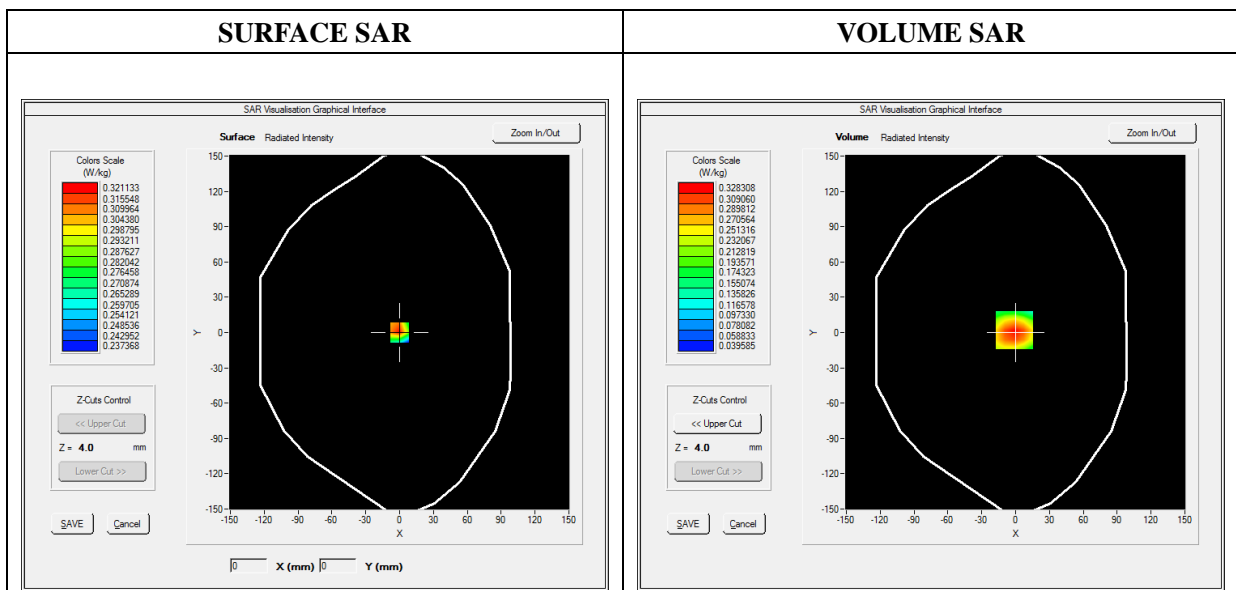 SURFACE SAR
VOLUME SAR
SAR Visualisation Graphical Interface
Surface Radiated Intensity
Zoom In/Out
Colors Scale
(W/kg)
0.321133
0.315548
0.309964
0.304380
0.298795
0.293211
0.287627
0.282042
0.276458
0.270874
0.265289
0.259705
0.254121
0.248536
0.242952
0.237368
150
120
90
60
30
0
-30
-60
-90
-120
-150
Y
-150 -120 -90 -60 -30 0 30 60 90 120 150
X
Z-Cuts Control
<< Upper Cut
Z = 4.0 mm
Lower Cut >>
SAVE Cancel
0 X (mm) 0 Y (mm)
SAR Visualisation Graphical Interface
Volume Radiated Intensity
Zoom In/Out
Colors Scale
(W/kg)
0.328308
0.309060
0.289812
0.270564
0.251316
0.232067
0.212819
0.193571
0.174323
0.155074
0.135826
0.116578
0.097330
0.078082
0.058833
0.039585
150
120
90
60
30
0
-30
-60
-90
-120
-150
Y
-150 -120 -90 -60 -30 0 30 60 90 120 150
X
Z-Cuts Control
<< Upper Cut
Z = 4.0 mm
Lower Cut >>
SAVE Cancel